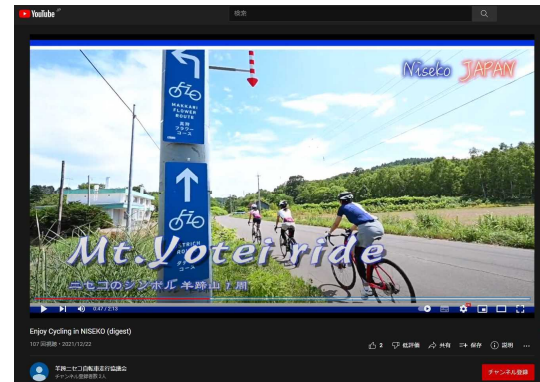 YouTube JP
検索
Niseko JAPAN
MAKKARI
FLOWER
ROUTE
真狩
フラワー
コース
Mt.Yotei ride
ニセコのシンボル羊蹄山1周
0:47 / 2:13
Enjoy Cycling in NISEKO (digest)
107 回視聴・2021/12/22
2
低評価
共有
保存
説明
羊蹄ニセコ自転車走行協議会
チャンネル登録者数 2 人
チャンネル登録